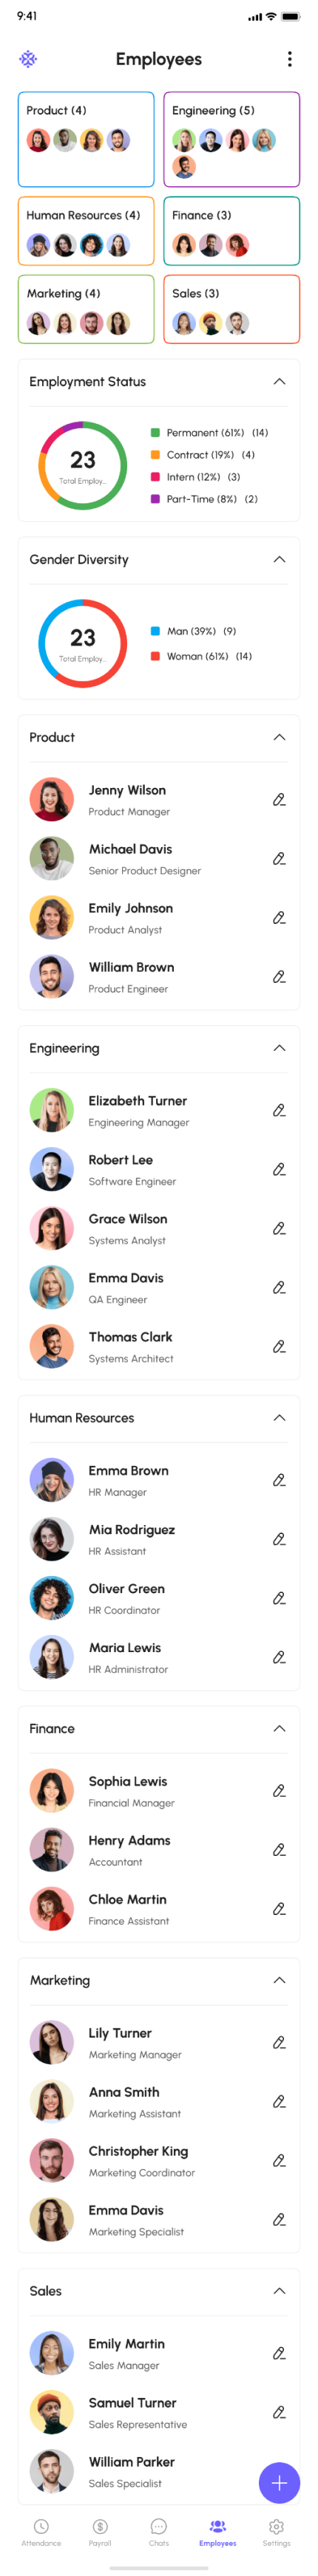 9:41
Employees
Product (4)
Engineering (5)
Human Resources (4)
Finance (3)
Marketing (4)
Sales (3)
Employment Status
23
Total Employ...
Permanent (61%) (14)
Contract (19%) (4)
Intern (12%) (3)
Part-Time (8%) (2)
Gender Diversity
23
Total Employ...
Man (39%) (9)
Woman (61%) (14)
Product
Jenny Wilson
Product Manager
Michael Davis
Senior Product Designer
Emily Johnson
Product Analyst
William Brown
Product Engineer
Engineering
Elizabeth Turner
Engineering Manager
Robert Lee
Software Engineer
Grace Wilson
Systems Analyst
Emma Davis
QA Engineer
Thomas Clark
Systems Architect
Human Resources
Emma Brown
HR Manager
Mia Rodriguez
HR Assistant
Oliver Green
HR Coordinator
Maria Lewis
HR Administrator
Finance
Sophia Lewis
Financial Manager
Henry Adams
Accountant
Chloe Martin
Finance Assistant
Marketing
Lily Turner
Marketing Manager
Anna Smith
Marketing Assistant
Christopher King
Marketing Coordinator
Emma Davis
Marketing Specialist
Sales
Emily Martin
Sales Manager
Samuel Turner
Sales Representative
William Parker
Sales Specialist
Attendance
Payroll
Chats
Employees
Settings